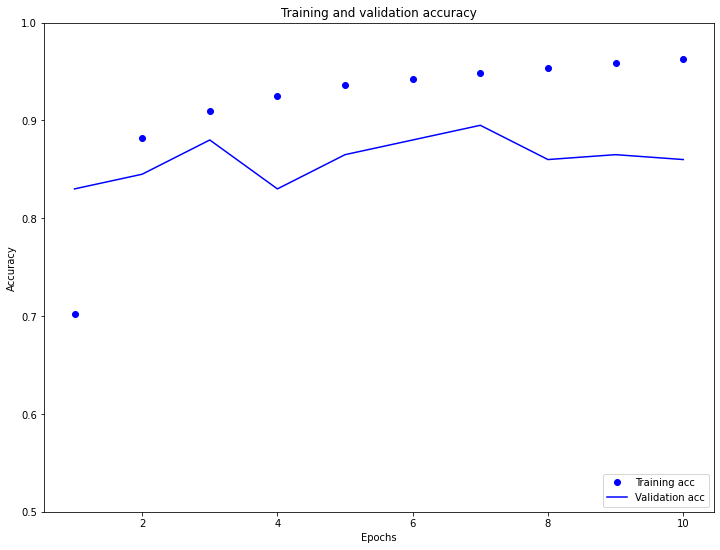 Training and validation accuracy
1.0
0.9
0.8
0.7
0.6
0.5
Accuracy
2
4
6
8
10
Epochs
Training acc
Validation acc